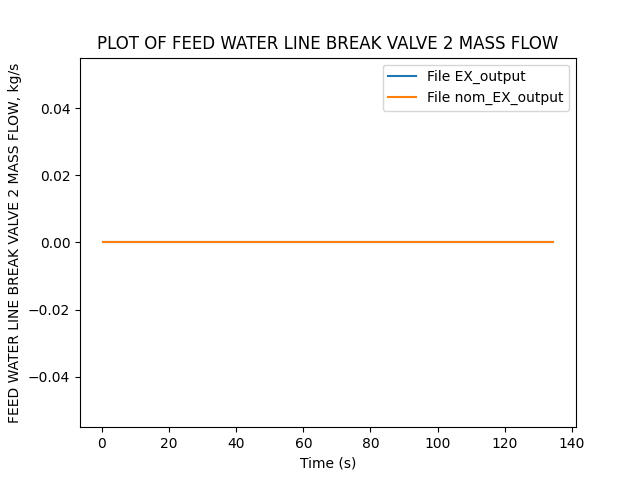 PLOT OF FEED WATER LINE BREAK VALVE 2 MASS FLOW
File EX_output
File nom_EX_output
FEED WATER LINE BREAK VALVE 2 MASS FLOW, kg/s
0.04
0.02
0.00
−0.02
−0.04
0 20 40 60 80 100 120 140
Time (s)